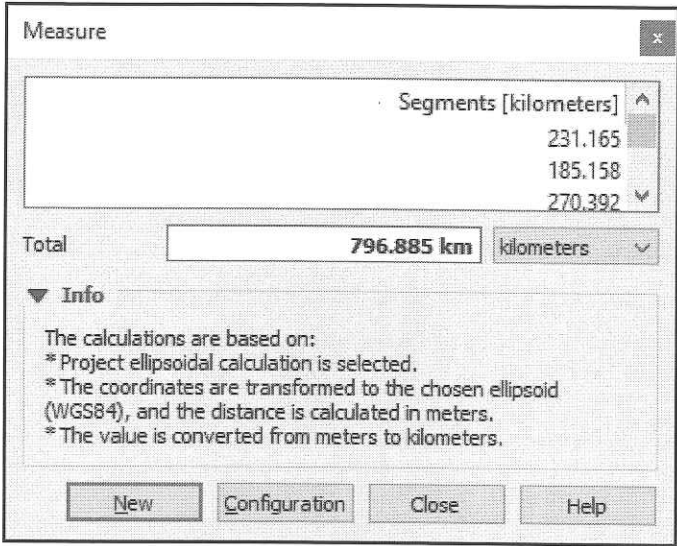 Measure
x
Segments [kilometers]
231.165
185.158
270.392
Total 796.885 km kilometers
Info
The calculations are based on:
* Project ellipsoidal calculation is selected.
* The coordinates are transformed to the chosen ellipsoid
(WGS84), and the distance is calculated in meters.
* The value is converted from meters to kilometers.
New Configuration Close Help